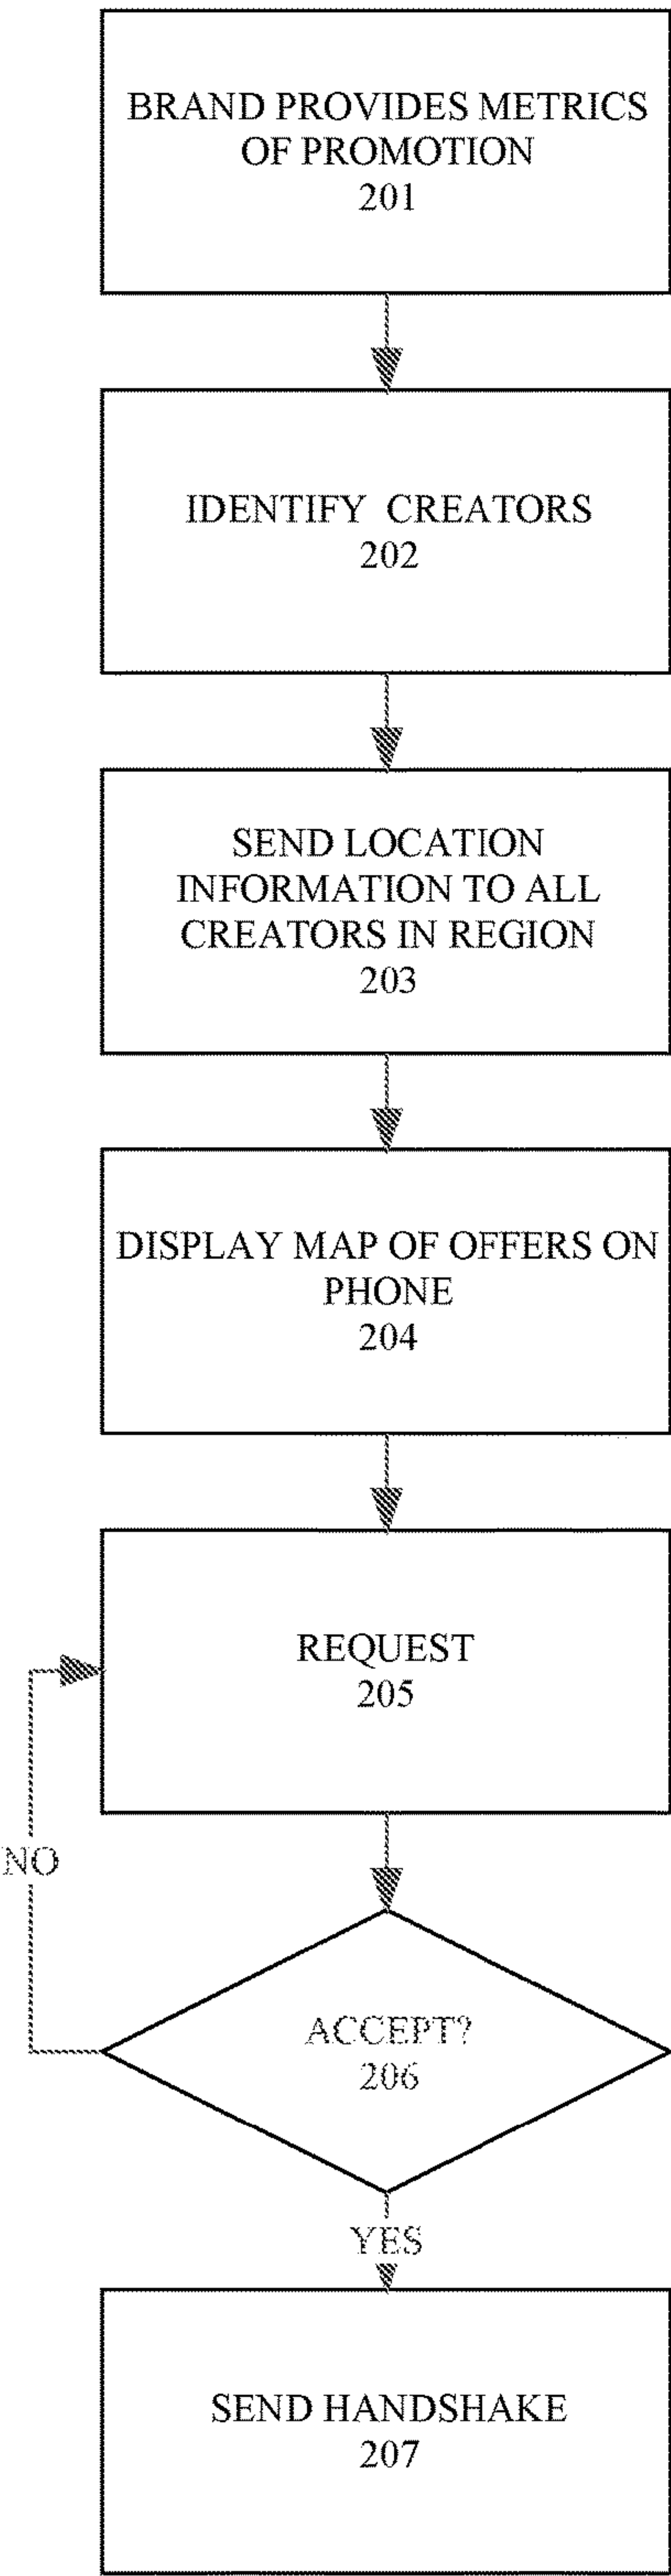 BRAND PROVIDES METRICS
OF PROMOTION
201
IDENTIFY CREATORS
202
SEND LOCATION
INFORMATION TO ALL
CREATORS IN REGION
203
DISPLAY MAP OF OFFERS ON
PHONE
204
REQUEST
205
NO
ACCEPT?
206
YES
SEND HANDSHAKE
207